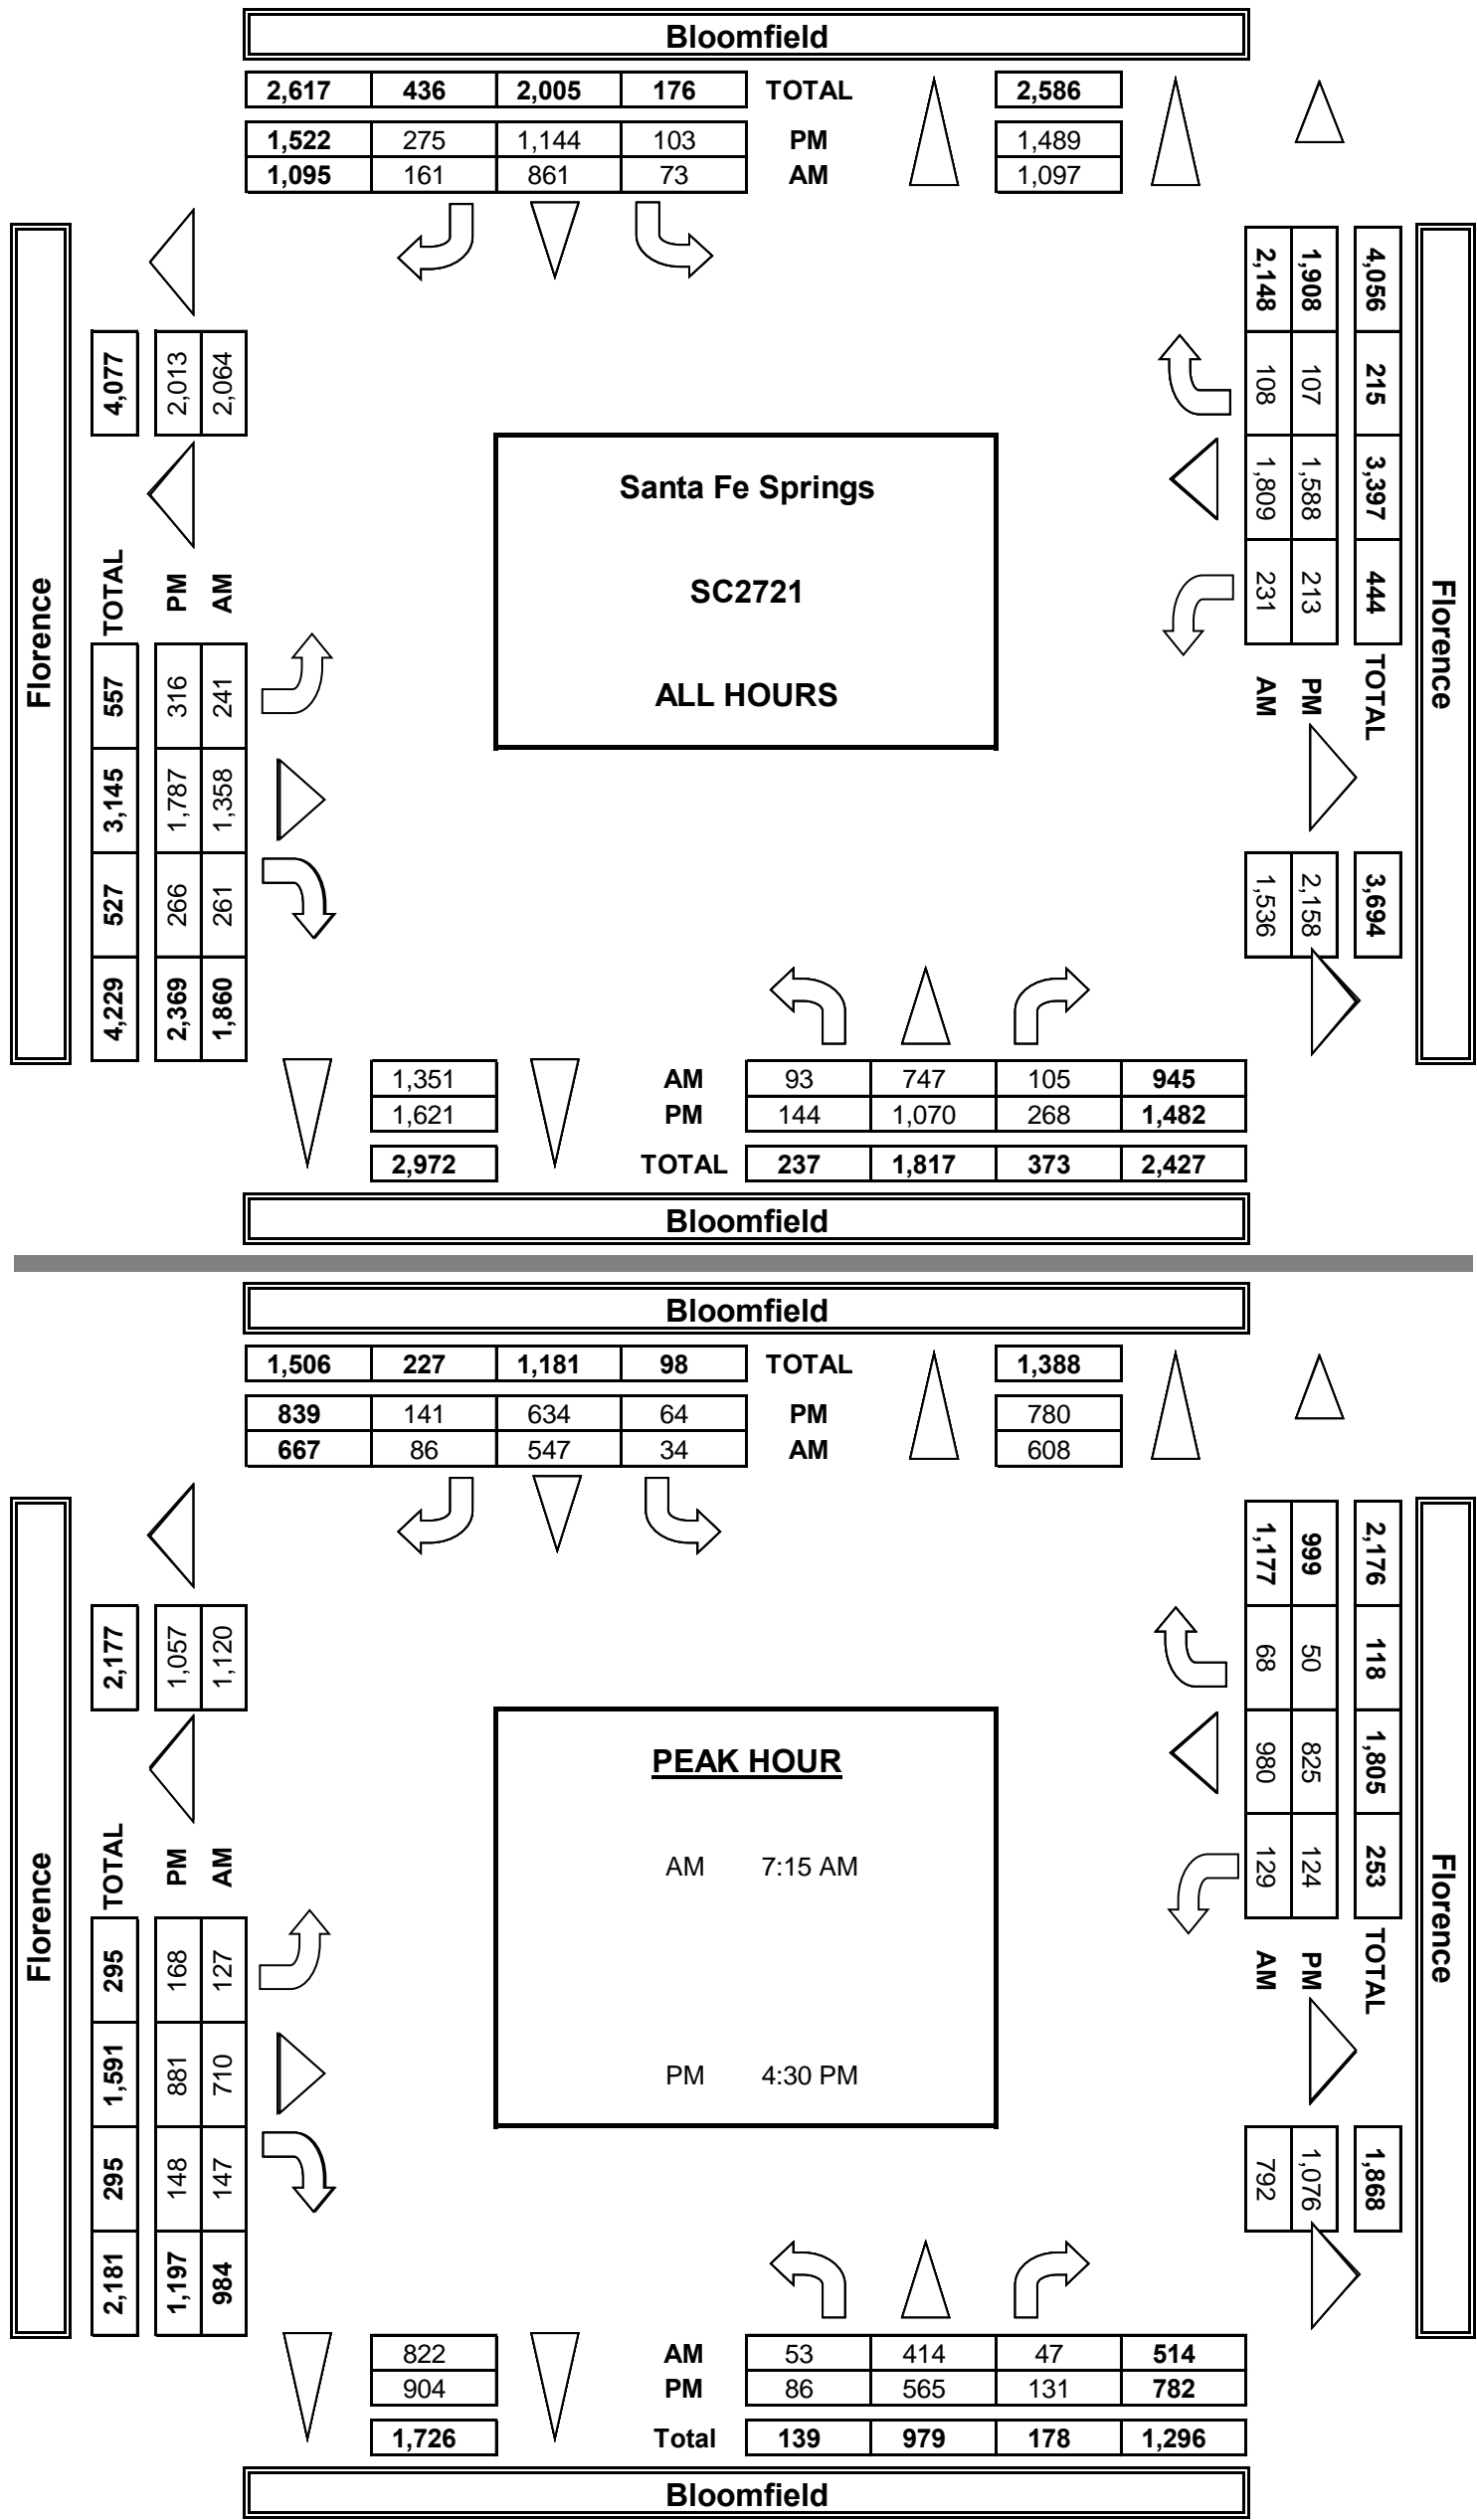 Bloomfield
2,617 436 2,005 176 TOTAL 2,586
1,522 275 1,144 103 PM 1,489
1,095 161 861 73 AM 1,097
Florence
TOTAL 4,077
PM 2,013
AM 2,064
557 3,145 527 4,229
316 1,787 266 2,369
241 1,358 261 1,860
Santa Fe Springs
SC2721
ALL HOURS
4,056 215 3,397 444 TOTAL 3,694
1,908 107 1,588 213 PM 2,158
2,148 108 1,809 231 AM 1,536
Florence
1,351 AM 93 747 105 945
1,621 PM 144 1,070 268 1,482
2,972 TOTAL 237 1,817 373 2,427
Bloomfield
Bloomfield
1,506 227 1,181 98 TOTAL 1,388
839 141 634 64 PM 780
667 86 547 34 AM 608
Florence
TOTAL 2,177
PM 1,057
AM 1,120
295 1,591 295 2,181
168 881 148 1,197
127 710 147 984
PEAK HOUR
AM 7:15 AM
PM 4:30 PM
2,176 118 1,805 253 TOTAL 1,868
999 50 825 124 PM 1,076
1,177 68 980 129 AM 792
Florence
822 AM 53 414 47 514
904 PM 86 565 131 782
1,726 Total 139 979 178 1,296
Bloomfield